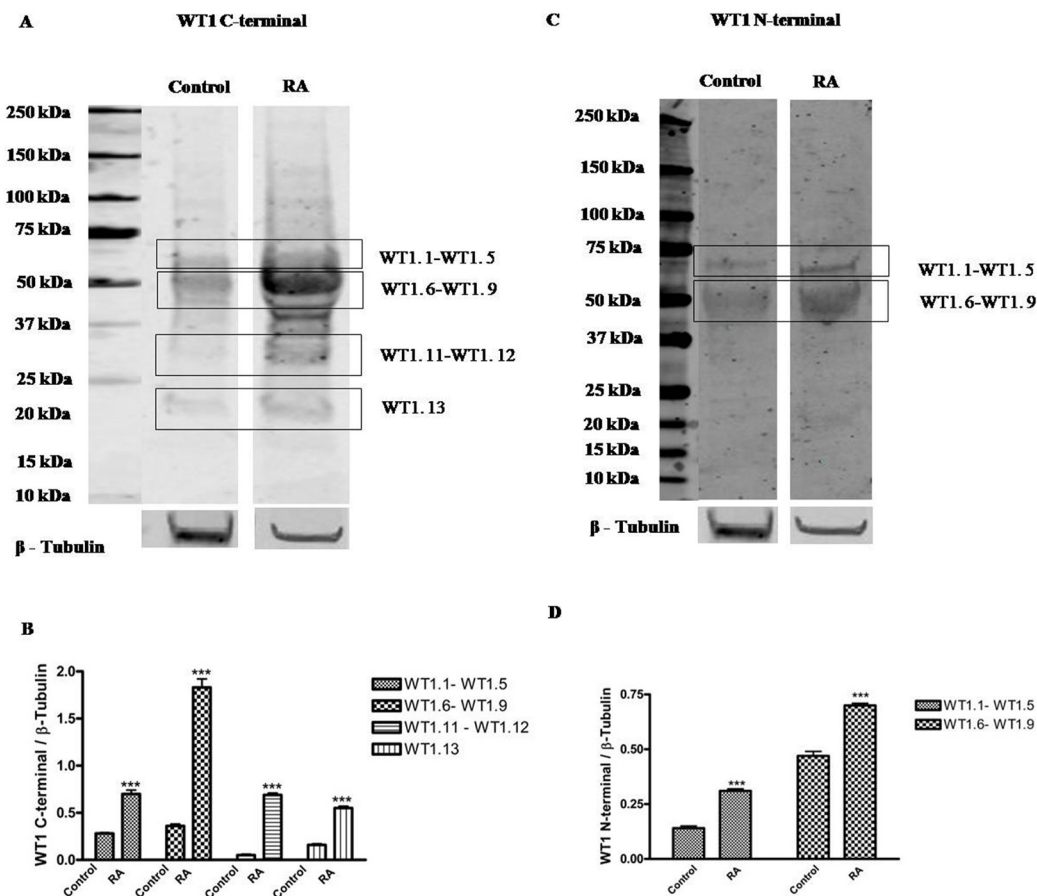 A
WT1 C-terminal
Control RA
250 kDa
150 kDa
100 kDa
75 kDa
50 kDa
37 kDa
25 kDa
20 kDa
15 kDa
10 kDa
WT1.1-WT1.5
WT1.6-WT1.9
WT1.11-WT1.12
WT1.13
β - Tubulin
C
WT1 N-terminal
Control RA
250 kDa
150 kDa
100 kDa
75 kDa
50 kDa
37 kDa
25 kDa
20 kDa
15 kDa
10 kDa
WT1.1-WT1.5
WT1.6-WT1.9
β - Tubulin
B
WT1 C-terminal / β-Tubulin
2.0
1.5
1.0
0.5
0.0
*** *** *** ***
Control RA Control RA Control RA Control RA
WT1.1- WT1.5
WT1.6- WT1.9
WT1.11 - WT1.12
WT1.13
D
WT1 N-terminal / β-Tubulin
0.75
0.50
0.25
0.00
*** ***
Control RA Control RA
WT1.1- WT1.5
WT1.6- WT1.9